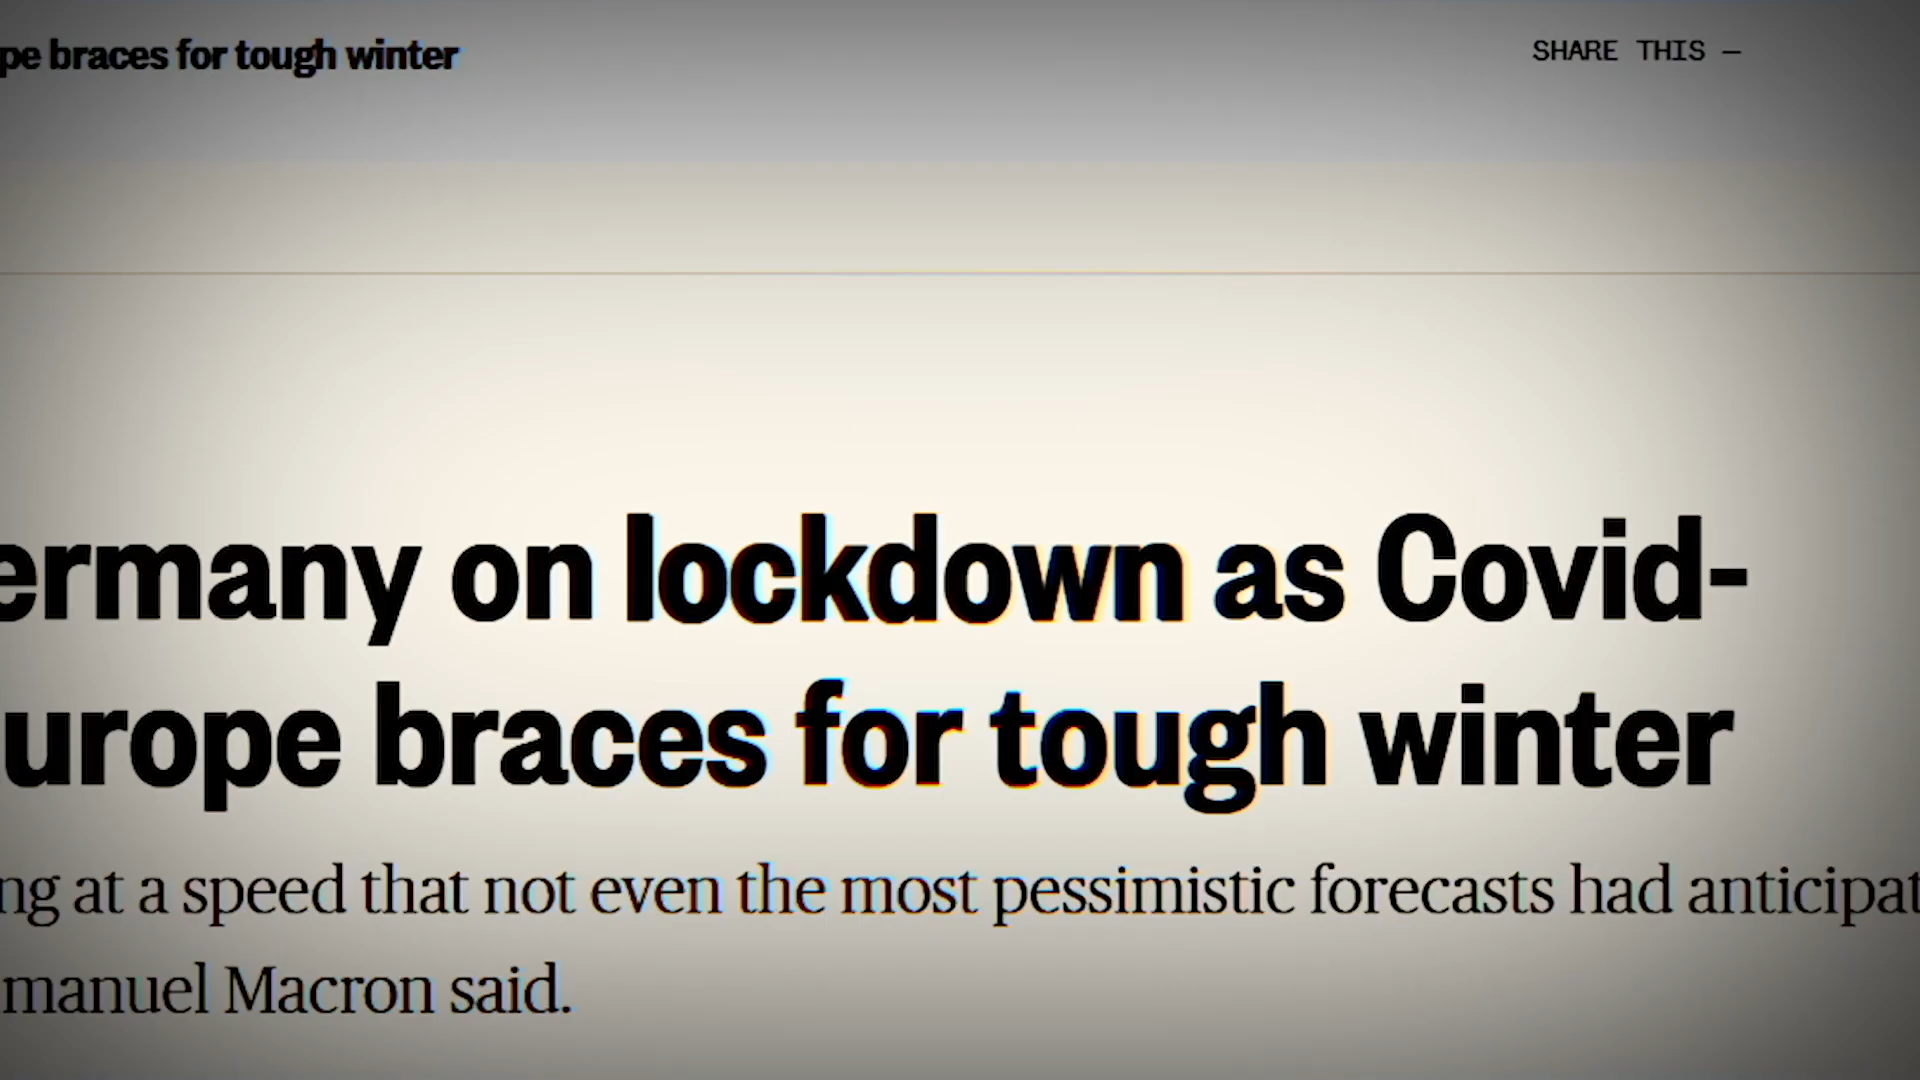 pe braces for tough winter
SHARE THIS —
ermany on lockdown as Covid-
urope braces for tough winter
ng at a speed that not even the most pessimistic forecasts had anticipat
manuel Macron said.